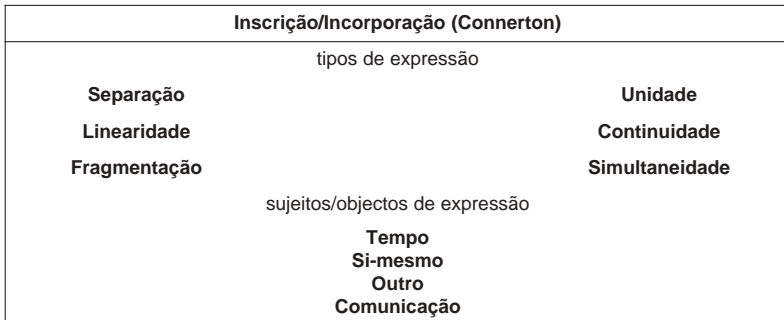 Inscrição/Incorporação (Connerton)
tipos de expressão
Separação Unidade
Linearidade Continuidade
Fragmentação Simultaneidade
sujeitos/objectos de expressão
Tempo
Si-mesmo
Outro
Comunicação